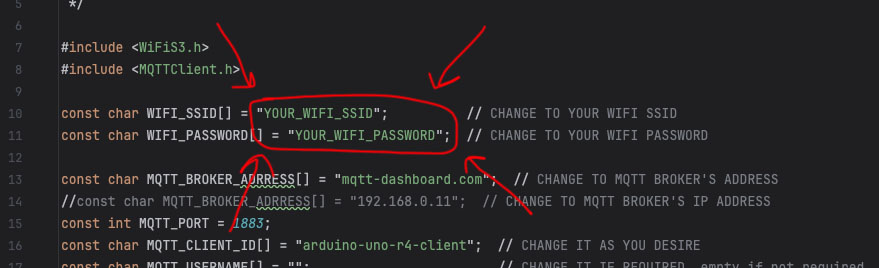 5 */
6
7 #include <WiFiS3.h>
8 #include <MQTTClient.h>
9
10 const char WIFI_SSID[] = "YOUR_WIFI_SSID"; // CHANGE TO YOUR WIFI SSID
11 const char WIFI_PASSWORD[] = "YOUR_WIFI_PASSWORD"; // CHANGE TO YOUR WIFI PASSWORD
12
13 const char MQTT_BROKER_ADRRESS[] = "mqtt-dashboard.com"; // CHANGE TO MQTT BROKER'S ADDRESS
14 //const char MQTT_BROKER_ADRRESS[] = "192.168.0.11"; // CHANGE TO MQTT BROKER'S IP ADDRESS
15 const int MQTT_PORT = 1883;
16 const char MQTT_CLIENT_ID[] = "arduino-uno-r4-client"; // CHANGE IT AS YOU DESIRE
17 const char MQTT_USERNAME[] = ""; // CHANGE IT IF REQUIRED, empty if not required